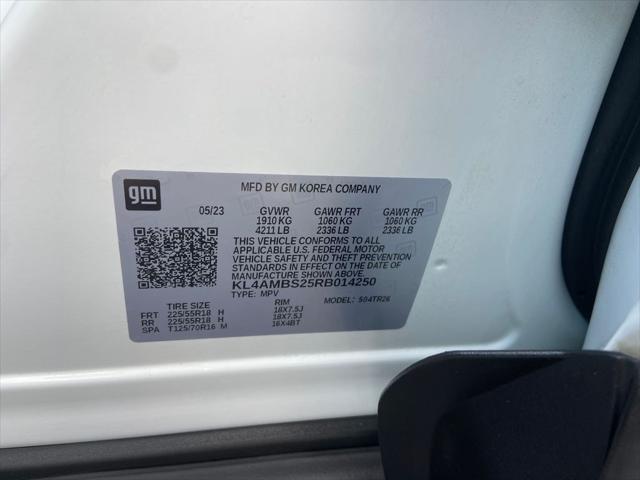 gm
MFD BY GM KOREA COMPANY
05/23 GVWR GAWR FRT GAWR RR
1910 KG 1060 KG 1060 KG
4211 LB 2336 LB 2336 LB
THIS VEHICLE CONFORMS TO ALL
APPLICABLE U.S. FEDERAL MOTOR
VEHICLE SAFETY AND THEFT PREVENTION
STANDARDS IN EFFECT ON THE DATE OF
MANUFACTURE SHOWN ABOVE.
KL4AMBS25RB014250
TYPE: MPV MODEL: 504TR26
TIRE SIZE RIM
FRT 225/55R18 H 18X7.5J
RR 225/55R18 H 18X7.5J
SPA T125/70R16 M 16X4BT